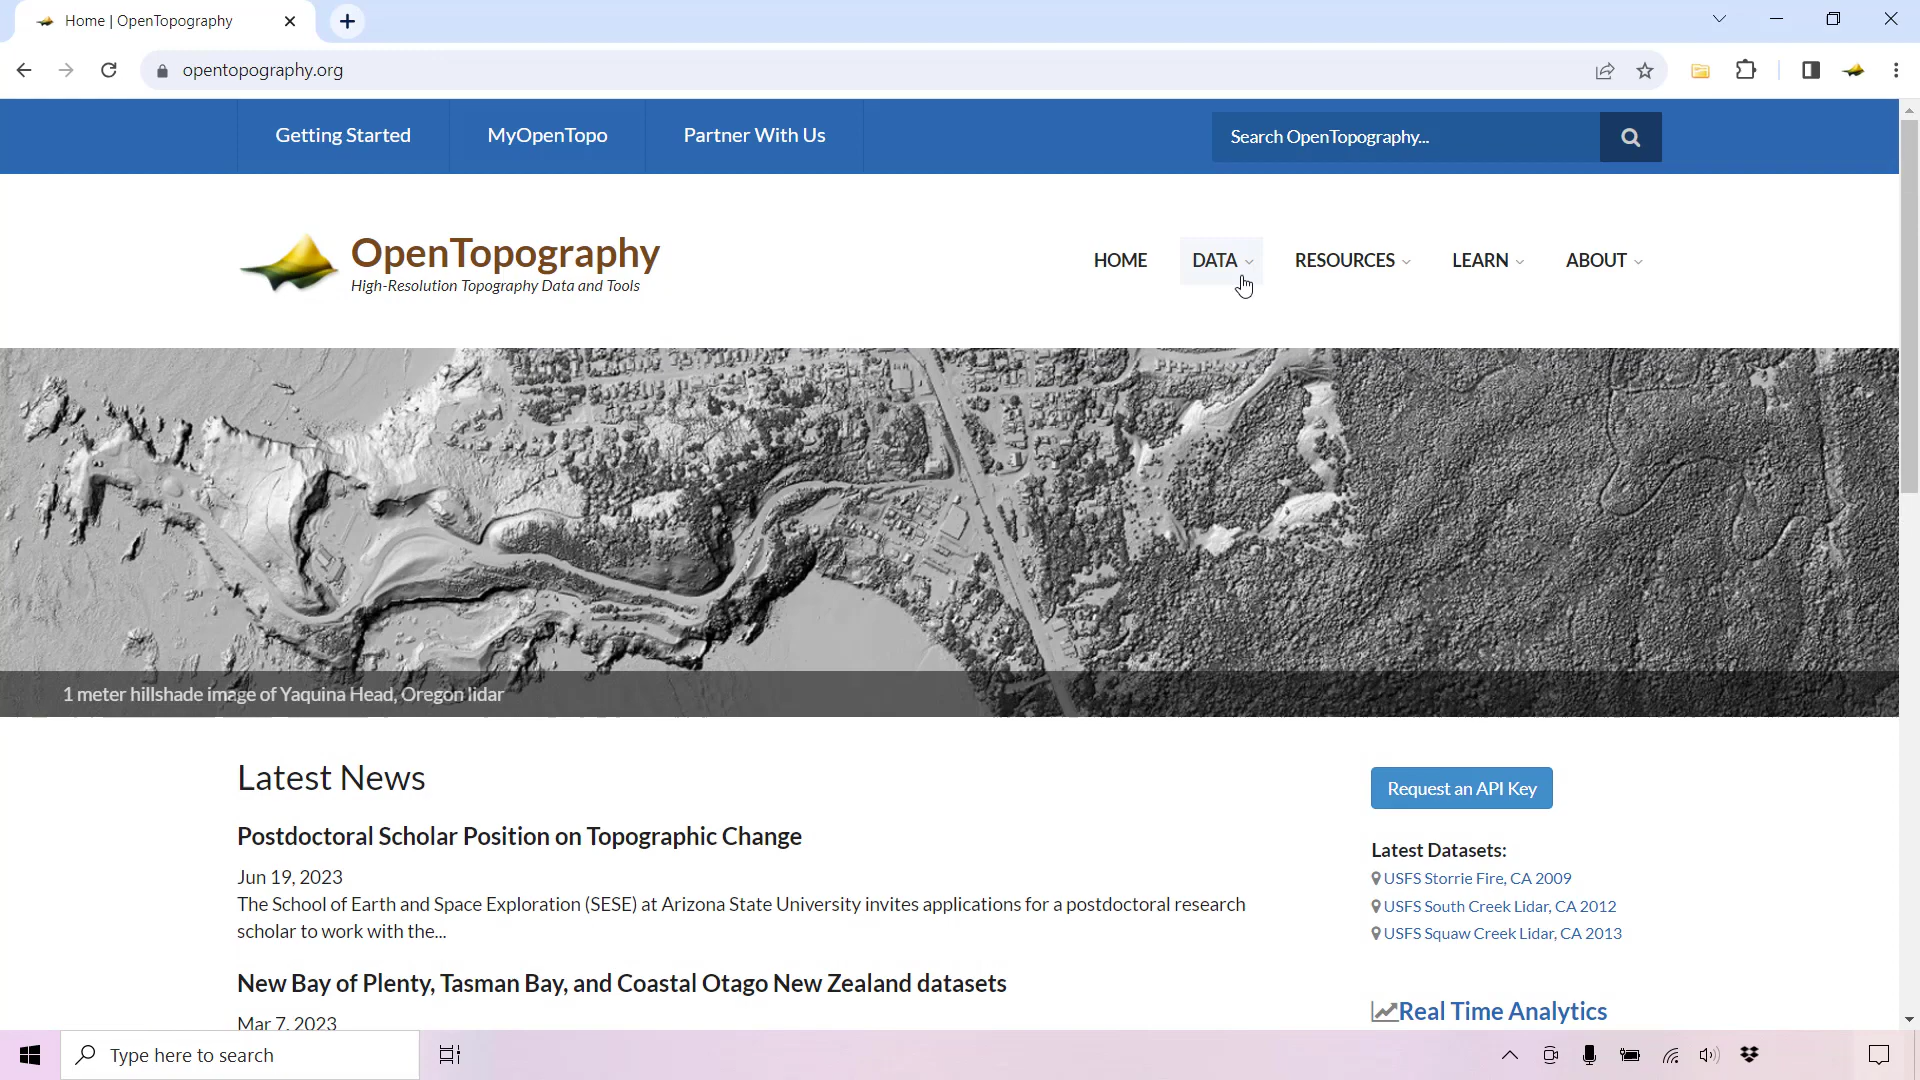 Home | OpenTopography
opentopography.org
Getting Started
MyOpenTopo
Partner With Us
Search OpenTopography...
OpenTopography
High-Resolution Topography Data and Tools
HOME
DATA
RESOURCES
LEARN
ABOUT
1 meter hillshade image of Yaquina Head, Oregon lidar
Latest News
Postdoctoral Scholar Position on Topographic Change
Jun 19, 2023
The School of Earth and Space Exploration (SESE) at Arizona State University invites applications for a postdoctoral research
scholar to work with the...
New Bay of Plenty, Tasman Bay, and Coastal Otago New Zealand datasets
Mar 7, 2023
Request an API Key
Latest Datasets:
USFS Storrie Fire, CA 2009
USFS South Creek Lidar, CA 2012
USFS Squaw Creek Lidar, CA 2013
Real Time Analytics
Type here to search